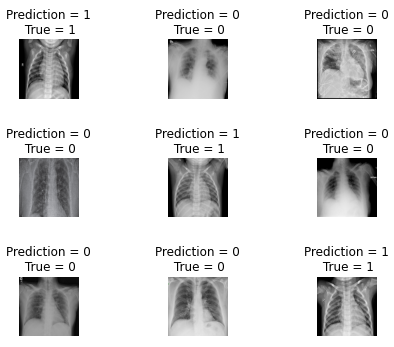 Prediction = 1
True = 1
Prediction = 0
True = 0
Prediction = 0
True = 0
Prediction = 0
True = 0
Prediction = 1
True = 1
Prediction = 0
True = 0
Prediction = 0
True = 0
Prediction = 0
True = 0
Prediction = 1
True = 1